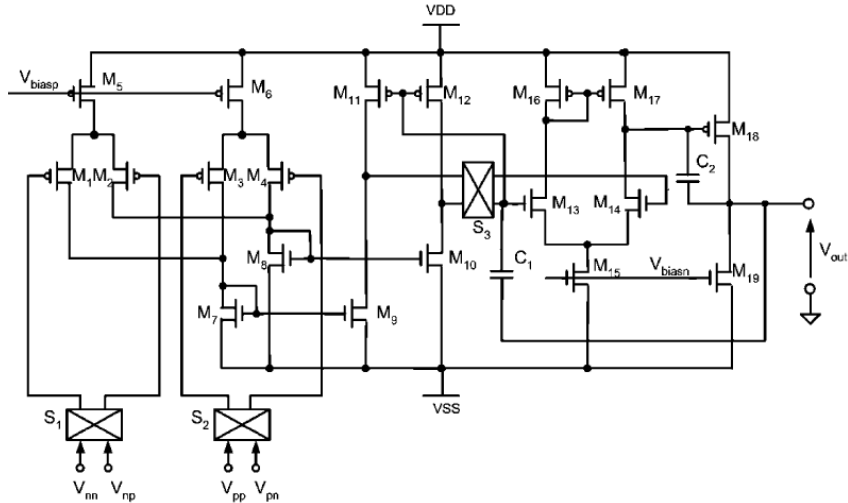 VDD
V_biasp
M_5
M_6
M_11
M_12
M_16
M_17
M_18
C_2
M_1
M_2
M_3
M_4
M_13
M_14
S_3
M_8
M_10
C_1
M_15
V_biasn
M_19
V_out
M_7
M_9
VSS
S_1
S_2
V_nn
V_np
V_pp
V_pn